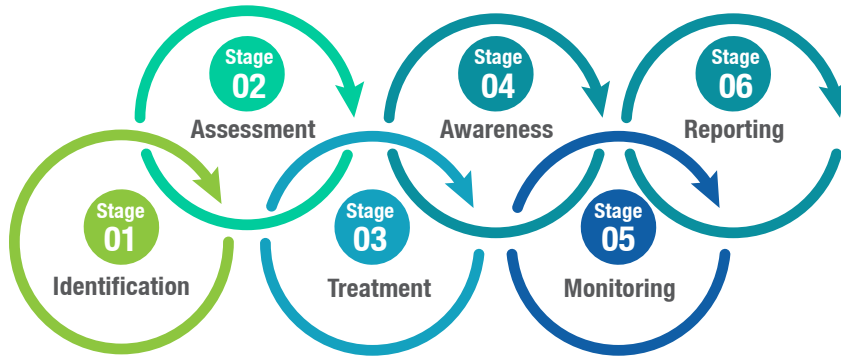 Stage
01
Identification
Stage
02
Assessment
Stage
03
Treatment
Stage
04
Awareness
Stage
05
Monitoring
Stage
06
Reporting